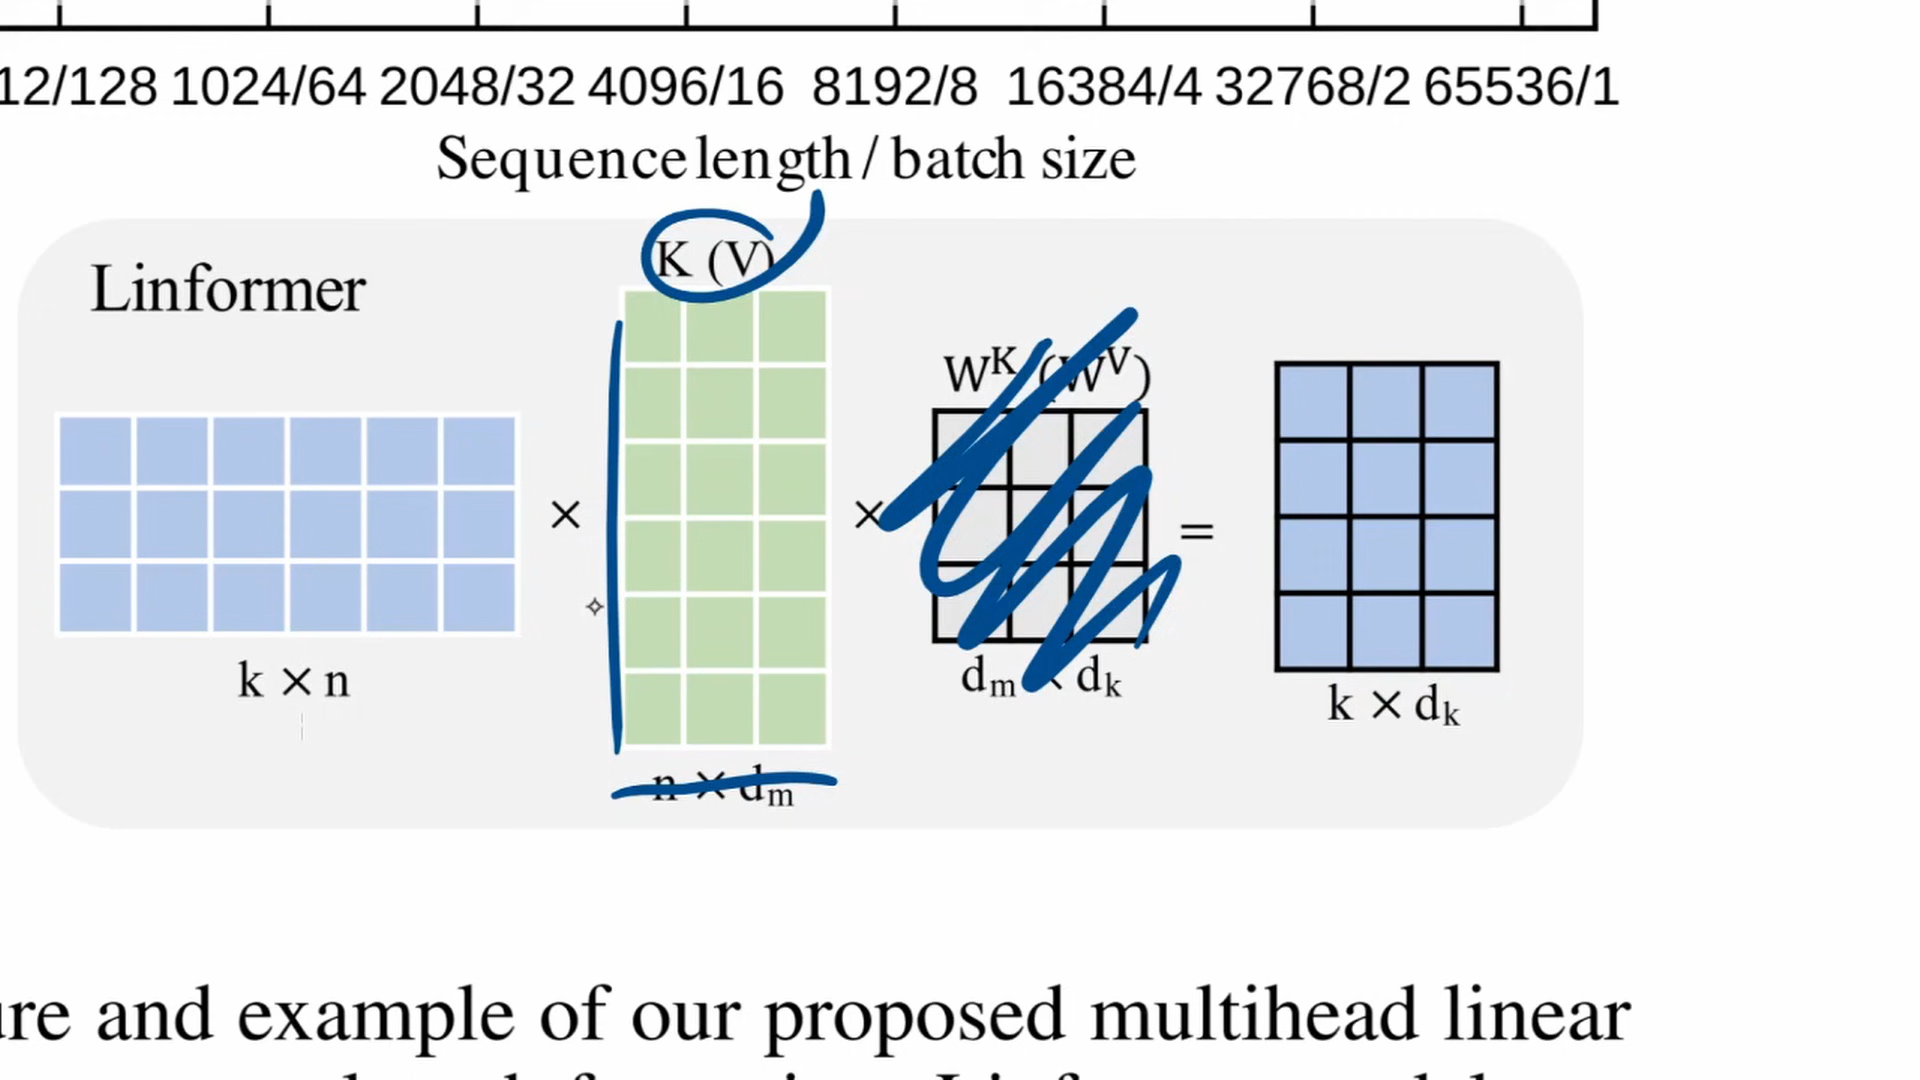 12/128 1024/64 2048/32 4096/16 8192/8 16384/4 32768/2 65536/1
Sequence length / batch size
Linformer
K (V)
W^K (W^V)
×
×
=
k × n
n × d_m
d_m × d_k
k × d_k
ure and example of our proposed multihead linear